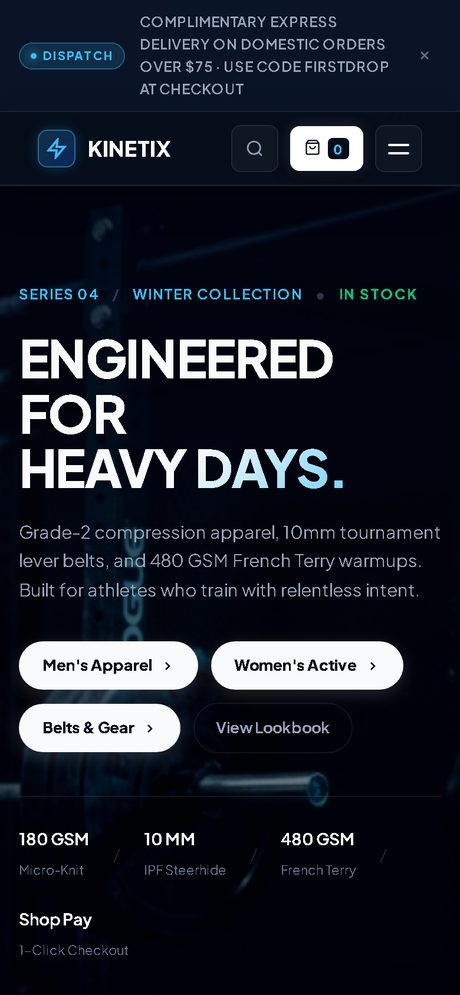 DISPATCH
COMPLIMENTARY EXPRESS
DELIVERY ON DOMESTIC ORDERS
OVER $75 · USE CODE FIRSTDROP
AT CHECKOUT
×
KINETIX
0
SERIES 04 / WINTER COLLECTION • IN STOCK
ENGINEERED
FOR
HEAVY DAYS.
Grade-2 compression apparel, 10mm tournament
lever belts, and 480 GSM French Terry warmups.
Built for athletes who train with relentless intent.
Men's Apparel ›
Women's Active ›
Belts & Gear ›
View Lookbook
180 GSM
Micro-Knit
/
10 MM
IPF Steerhide
/
480 GSM
French Terry
/
Shop Pay
1-Click Checkout